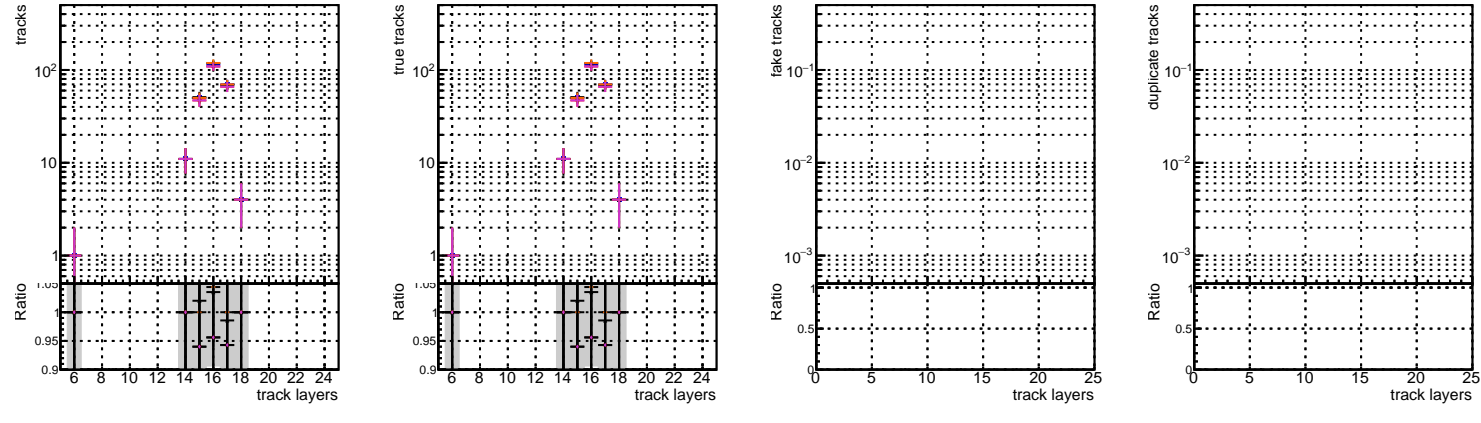 tracks
10²
10
1
Ratio
1.05
1
0.95
0.9
6 8 10 12 14 16 18 20 22 24
track layers
true tracks
10²
10
1
Ratio
1.05
1
0.95
0.9
6 8 10 12 14 16 18 20 22 24
track layers
fake tracks
10⁻¹
10⁻²
10⁻³
Ratio
1
0.5
0
0 5 10 15 20 25
track layers
duplicate tracks
10⁻¹
10⁻²
10⁻³
Ratio
1
0.5
0
0 5 10 15 20 25
track layers